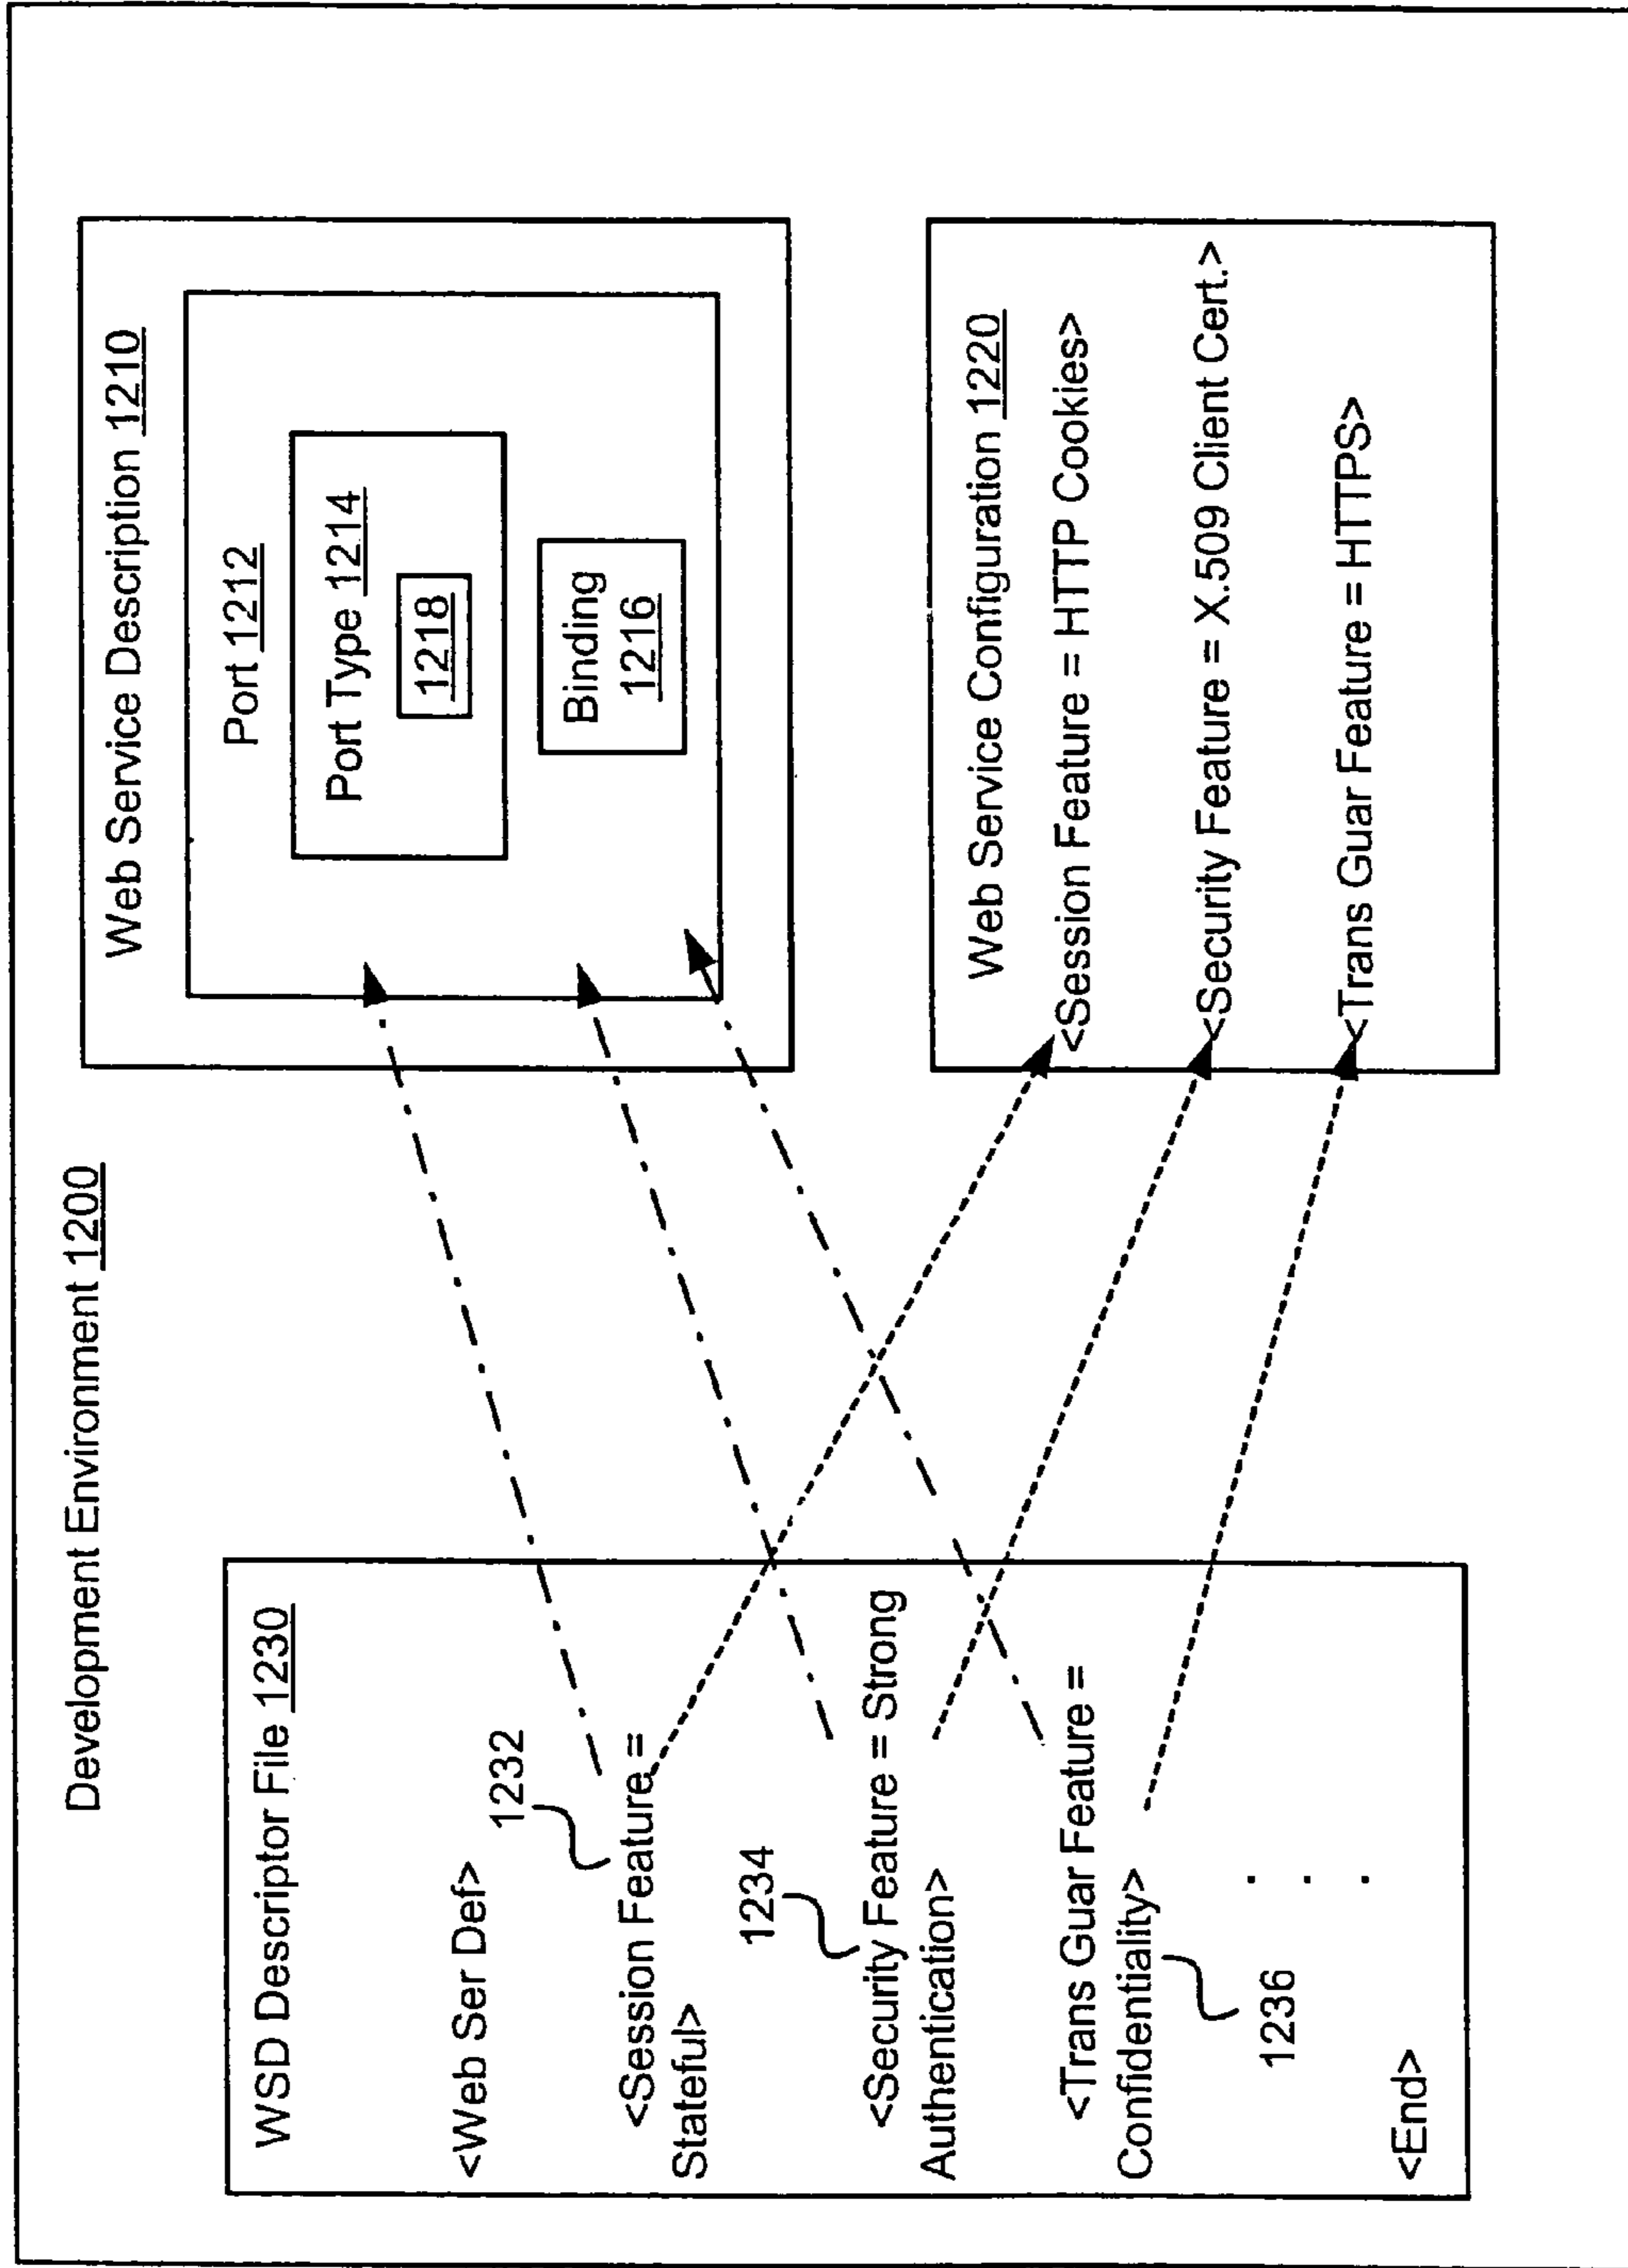 Development Environment 1200
WSD Descriptor File 1230
<Web Ser Def>
1232
<Session Feature =
Stateful>
1234
<Security Feature = Strong
Authentication>
<Trans Guar Feature =
Confidentiality>
1236
. . .
<End>
Web Service Description 1210
Port 1212
Port Type 1214
1218
Binding
1216
Web Service Configuration 1220
<Session Feature = HTTP Cookies>
<Security Feature = X.509 Client Cert.>
<Trans Guar Feature = HTTPS>